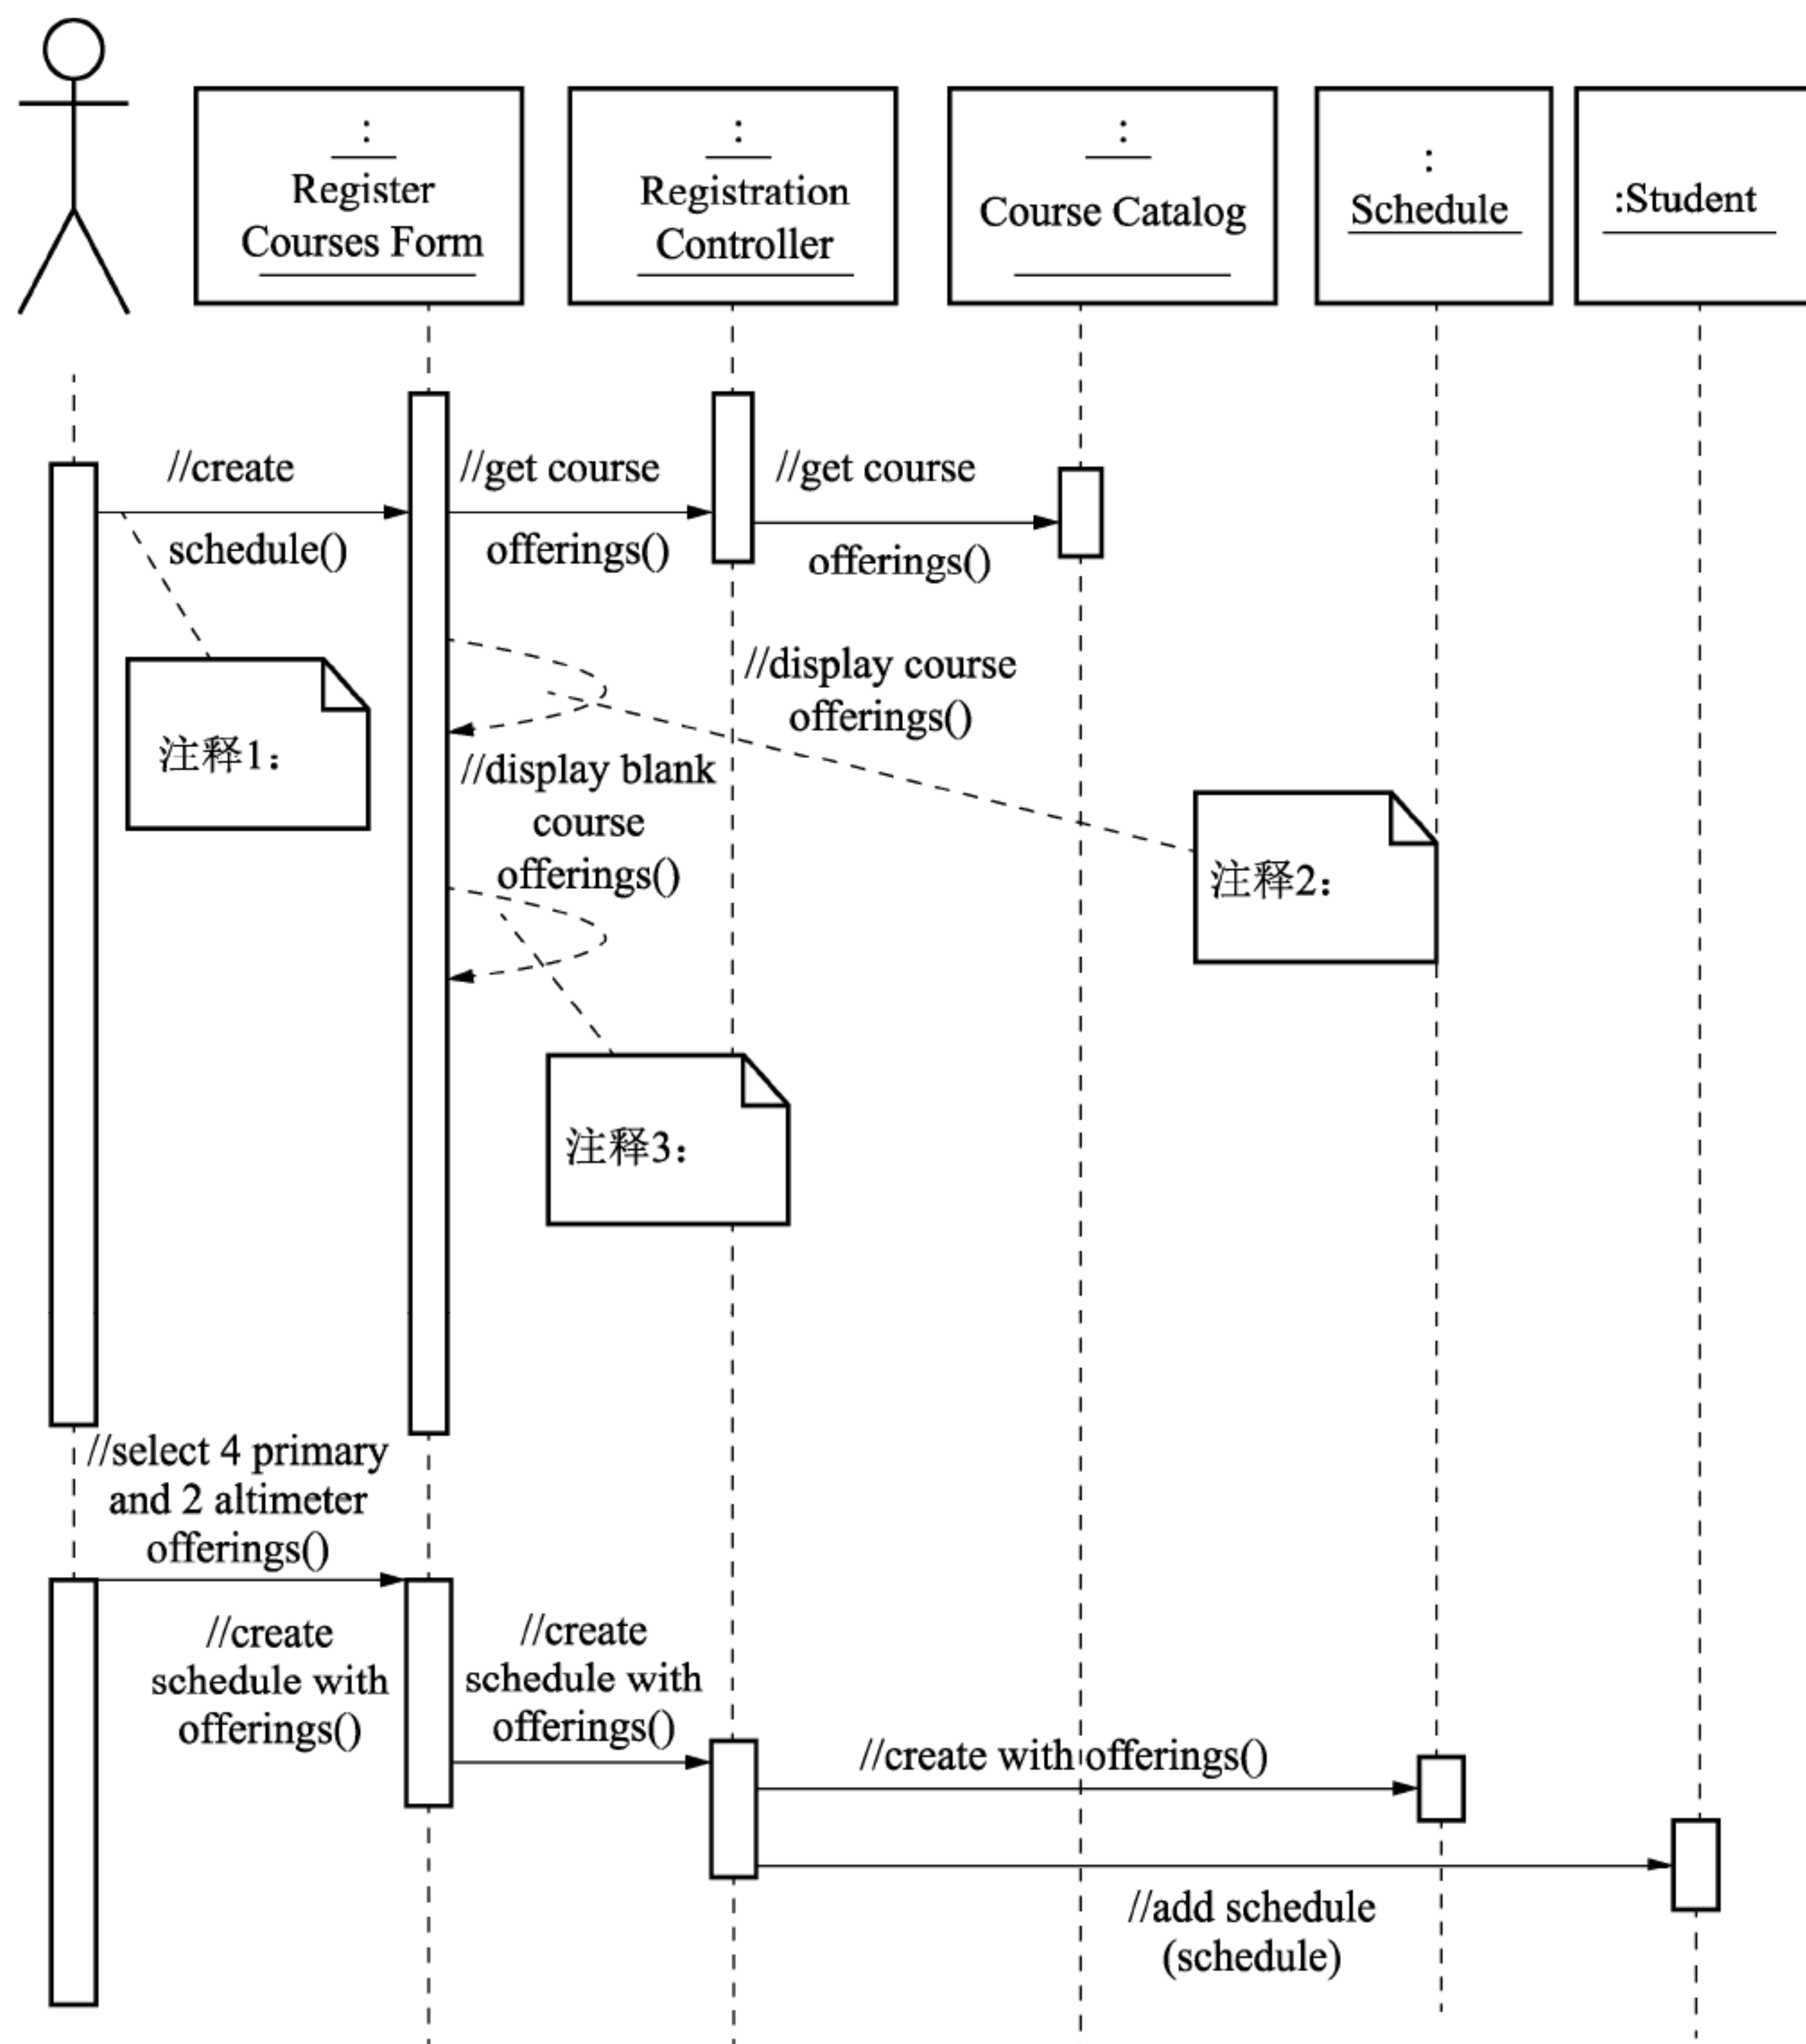 :
Register
Courses Form
:
Registration
Controller
:
Course Catalog
:
Schedule
:Student
//create
schedule()
//get course
offerings()
//get course
offerings()
//display course
offerings()
注释1:
//display blank
course
offerings()
注释2:
注释3:
//select 4 primary
and 2 altimeter
offerings()
//create
schedule with
offerings()
//create
schedule with
offerings()
//create with offerings()
//add schedule
(schedule)